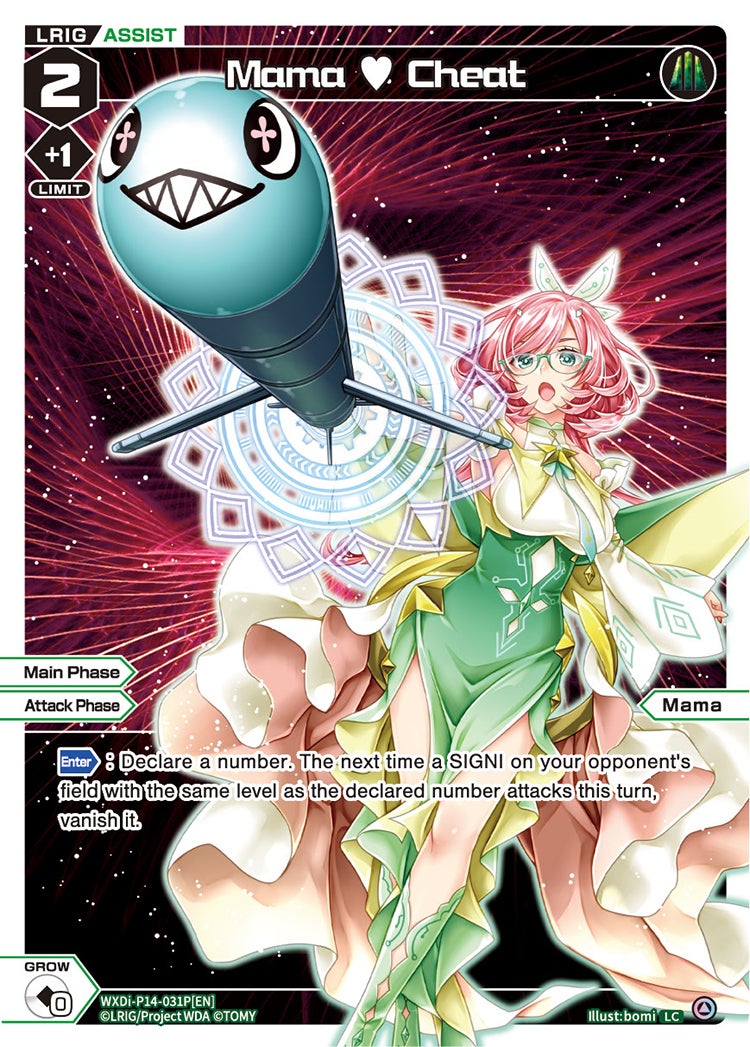 LRIG ASSIST
2
Mama ♥ Cheat
+1
LIMIT
Main Phase
Attack Phase
Mama
Enter : Declare a number. The next time a SIGNI on your opponent's
field with the same level as the declared number attacks this turn,
vanish it.
GROW
0
WXDi-P14-031P[EN]
©LRIG/Project WDA ©TOMY
Illust:bomi LC